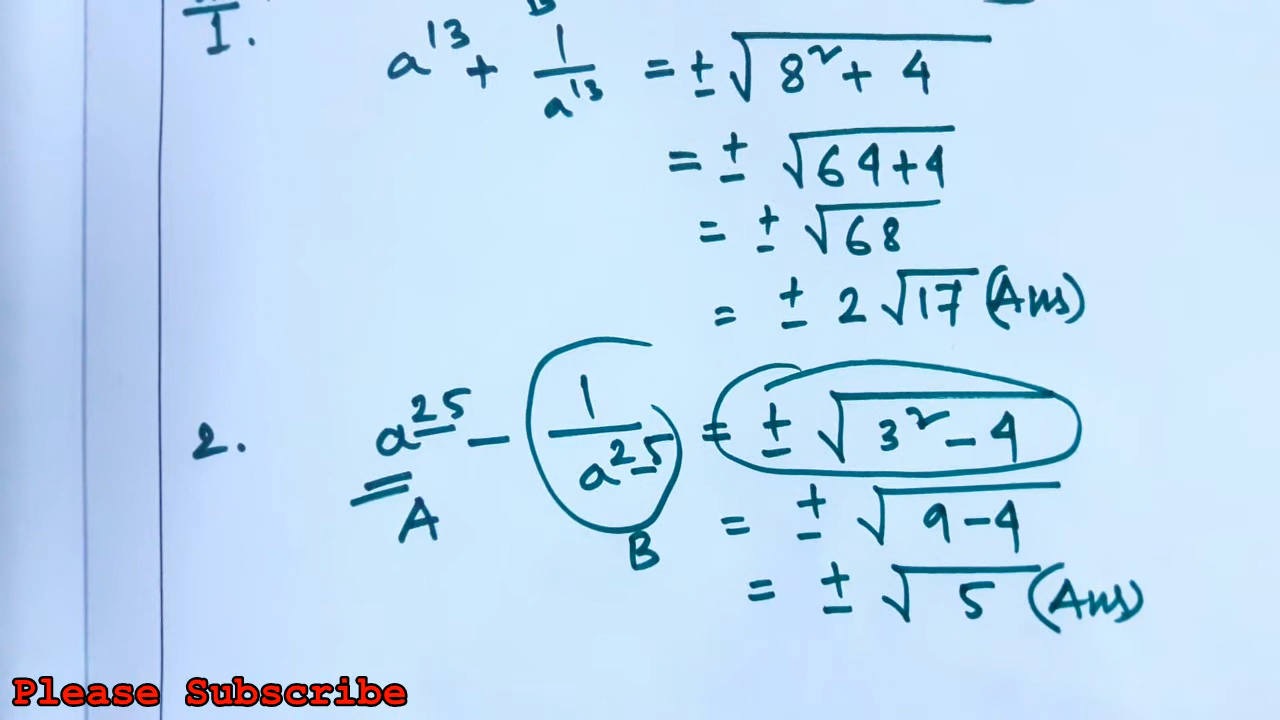 1. a¹³ + 1/a¹³ = ± √(8² + 4)
= ± √(64+4)
= ± √68
= ± 2 √17 (Ans)
2. a²⁵ - 1/a²⁵ = ± √(3² - 4)
A B
= ± √(9-4)
= ± √5 (Ans)
Please Subscribe